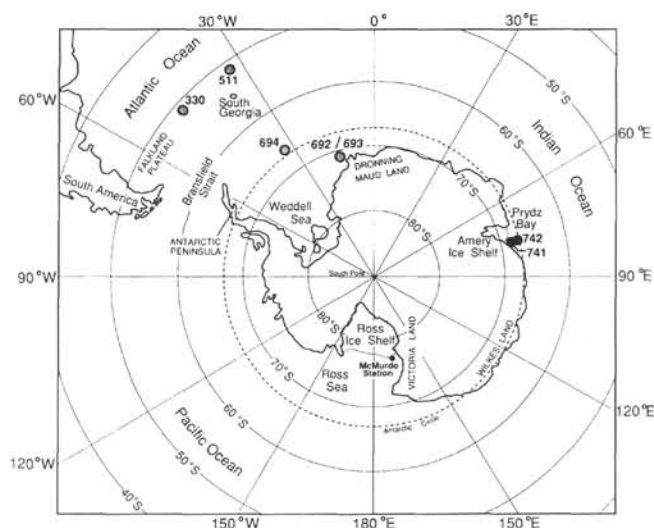 30°W
0°
30°E
Atlantic Ocean
511
50°S
60°W
330
South
Georgia
60°S
Indian
Ocean
FALKLAND
PLATEAU
694
692 / 693
60°E
Bransfield
Strait
DRONNING
MAUD LAND
70°S
South America
Weddell
Sea
80°S
Prydz
Bay
ANTARCTIC
PENINSULA
Amery
Ice Shelf
742
741
90°W
South Pole
90°E
80°S
Ross
Ice Shelf
VICTORIA LAND
WILKES LAND
McMurdo
Station
70°S
Ross
Sea
60°S
Antarctic Circle
Pacific Ocean
50°S
120°E
120°W
40°S
150°W
180°E
150°E